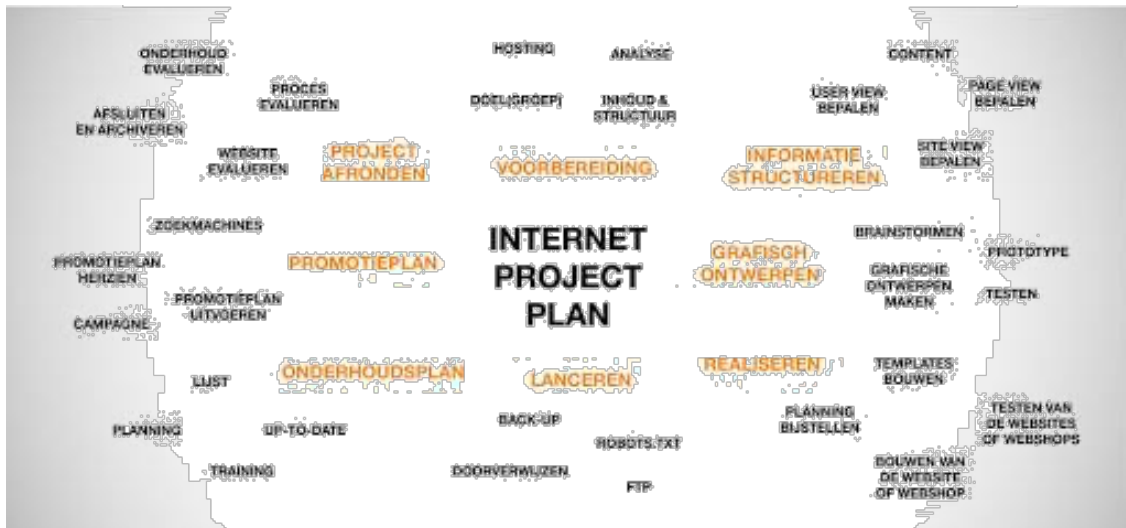 HOSTING
ANALYSE
CONTENT
ONDERHOUD
EVALUEREN
PROCES
EVALUEREN
DOEL(GROEP)
INHOUD &
STRUCTUUR
USER VIEW
BEPALEN
PAGE VIEW
BEPALEN
AFSLUITEN
EN ARCHIVEREN
WEBSITE
EVALUEREN
PROJECT
AFRONDEN
VOORBEREIDING
INFORMATIE
STRUCTUREREN
SITE VIEW
BEPALEN
ZOEKMACHINES
PROMOTIEPLAN
HERZIEN
PROMOTIEPLAN
INTERNET
PROJECT
PLAN
GRAFISCH
ONTWERPEN
BRAINSTORMEN
PROTOTYPE
GRAFISCHE
ONTWERPEN
MAKEN
TESTEN
PROMOTIEPLAN
UITVOEREN
CAMPAGNE
LIJST
ONDERHOUDSPLAN
LANCEREN
REALISEREN
TEMPLATES
BOUWEN
PLANNING
UP-TO-DATE
BACK-UP
ROBOTS.TXT
PLANNING
BIJSTELLEN
TESTEN VAN
DE WEBSITES
OF WEBSHOPS
TRAINING
DOORVERWIJZEN
FTP
BOUWEN VAN
DE WEBSITE
OF WEBSHOP